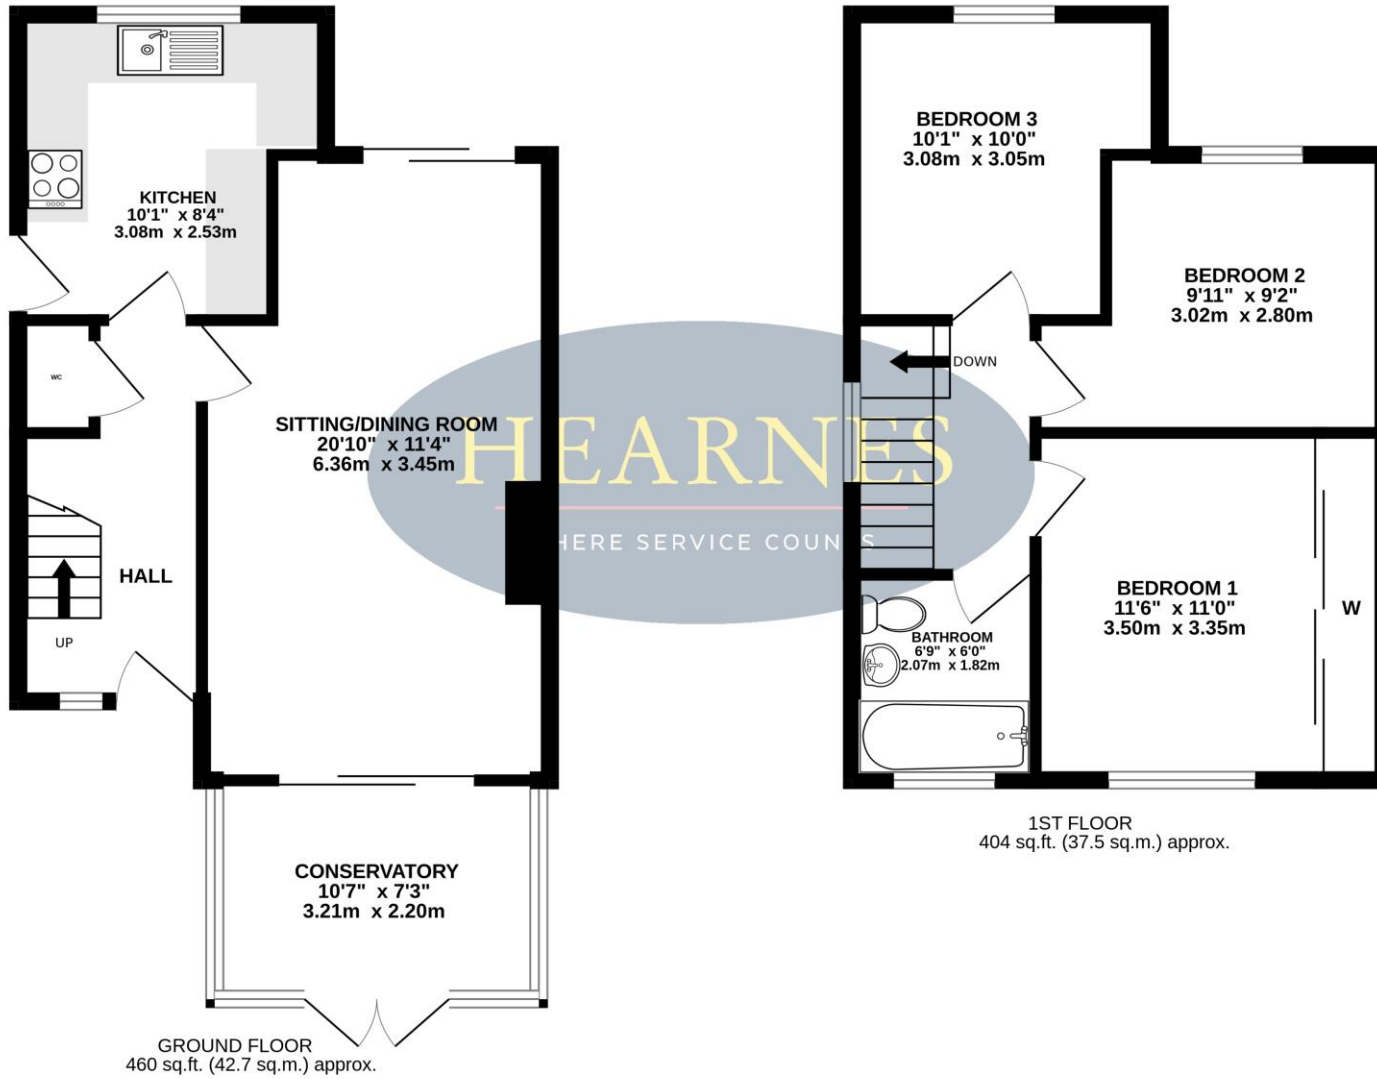 KITCHEN
10'1" x 8'4"
3.08m x 2.53m
WC
SITTING/DINING ROOM
20'10" x 11'4"
6.36m x 3.45m
HALL
UP
CONSERVATORY
10'7" x 7'3"
3.21m x 2.20m
GROUND FLOOR
460 sq.ft. (42.7 sq.m.) approx.
HEARNES
HERE SERVICE COUN S
BEDROOM 3
10'1" x 10'0"
3.08m x 3.05m
BEDROOM 2
9'11" x 9'2"
3.02m x 2.80m
DOWN
BEDROOM 1
11'6" x 11'0"
3.50m x 3.35m
W
BATHROOM
6'9" x 6'0"
2.07m x 1.82m
1ST FLOOR
404 sq.ft. (37.5 sq.m.) approx.